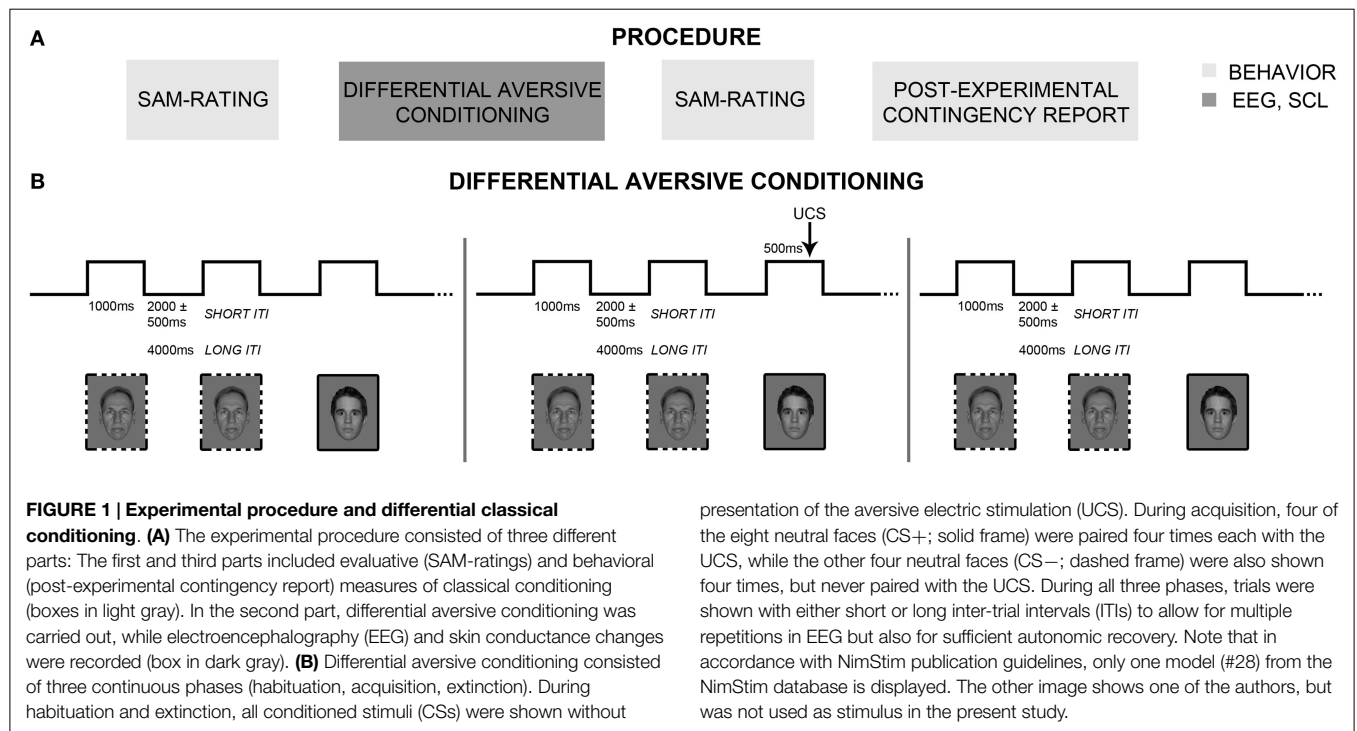 A
PROCEDURE
SAM-RATING
DIFFERENTIAL AVERSIVE
CONDITIONING
SAM-RATING
POST-EXPERIMENTAL
CONTINGENCY REPORT
BEHAVIOR
EEG, SCL
B
DIFFERENTIAL AVERSIVE CONDITIONING
UCS
500ms
1000ms
2000 ±
500ms
SHORT ITI
4000ms LONG ITI
1000ms
2000 ±
500ms
SHORT ITI
4000ms LONG ITI
1000ms
2000 ±
500ms
SHORT ITI
4000ms LONG ITI
FIGURE 1 | Experimental procedure and differential classical
conditioning. (A) The experimental procedure consisted of three different
parts: The first and third parts included evaluative (SAM-ratings) and behavioral
(post-experimental contingency report) measures of classical conditioning
(boxes in light gray). In the second part, differential aversive conditioning was
carried out, while electroencephalography (EEG) and skin conductance changes
were recorded (box in dark gray). (B) Differential aversive conditioning consisted
of three continuous phases (habituation, acquisition, extinction). During
habituation and extinction, all conditioned stimuli (CSs) were shown without
presentation of the aversive electric stimulation (UCS). During acquisition, four of
the eight neutral faces (CS+; solid frame) were paired four times each with the
UCS, while the other four neutral faces (CS−; dashed frame) were also shown
four times, but never paired with the UCS. During all three phases, trials were
shown with either short or long inter-trial intervals (ITIs) to allow for multiple
repetitions in EEG but also for sufficient autonomic recovery. Note that in
accordance with NimStim publication guidelines, only one model (#28) from the
NimStim database is displayed. The other image shows one of the authors, but
was not used as stimulus in the present study.